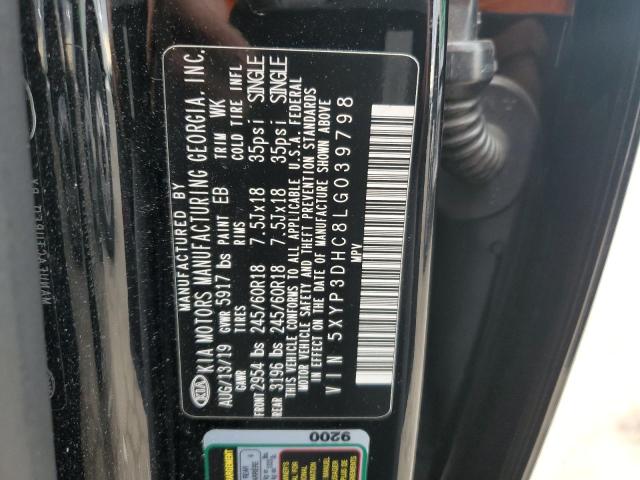 MANUFACTURED BY
KIA KIA MOTORS MANUFACTURING GEORGIA, INC.
AUG/13/19 GVWR 5917 lbs PAINT EB TRIM WK
GAWR TIRES RIMS COLD TIRE INFL
FRONT 2954 lbs 245/60R18 7.5Jx18 35psi SINGLE
REAR 3196 lbs 245/60R18 7.5Jx18 35psi SINGLE
THIS VEHICLE CONFORMS TO ALL APPLICABLE U.S.A. FEDERAL
MOTOR VEHICLE SAFETY AND THEFT PREVENTION STANDARDS
IN EFFECT ON THE DATE OF MANUFACTURE SHOWN ABOVE
VIN 5XYP3DHC8LG039798
MPV
9200